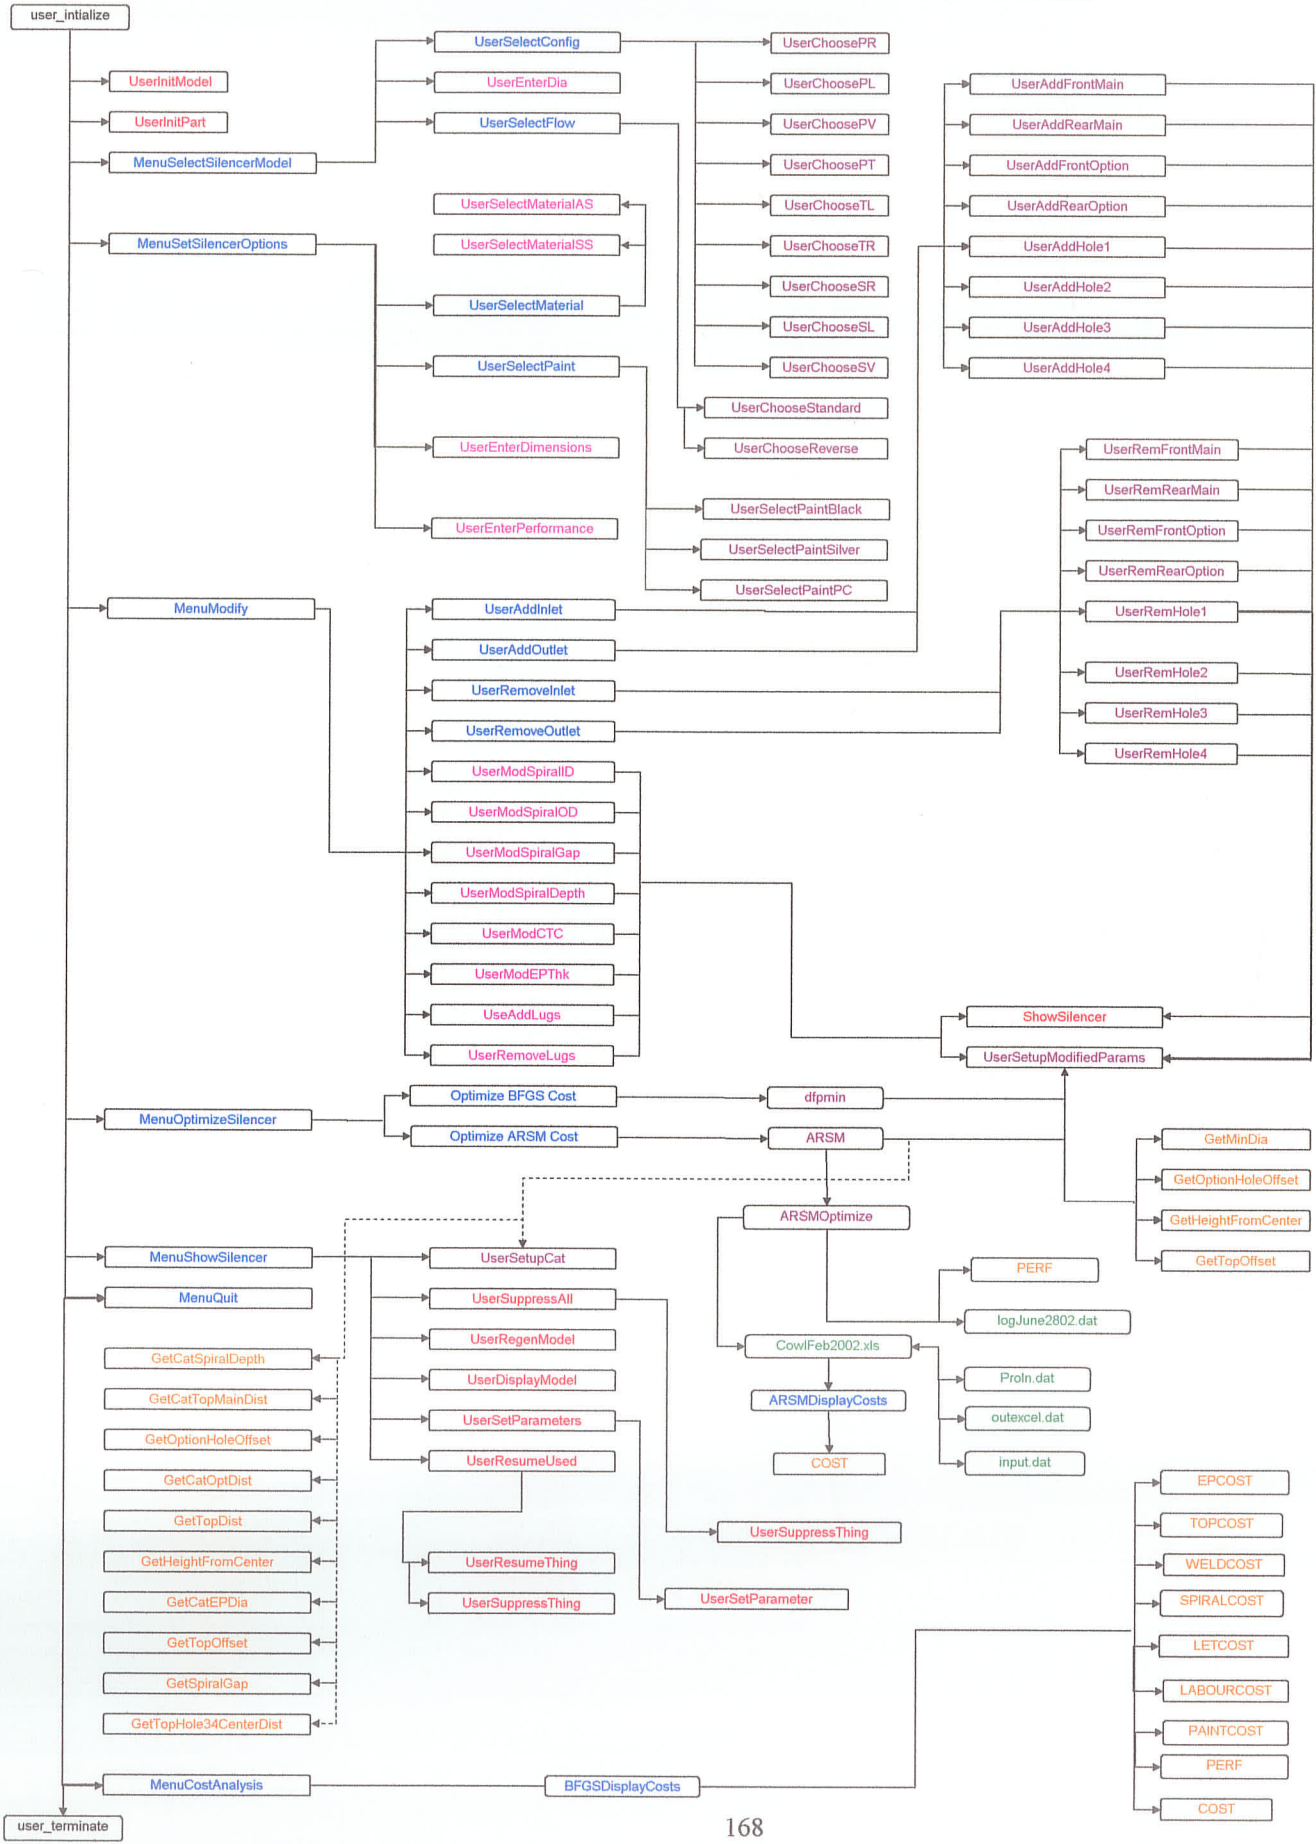 user_intialize
UserInitModel
UserInitPart
MenuSelectSilencerModel
MenuSetSilencerOptions
MenuModify
MenuOptimizeSilencer
MenuShowSilencer
MenuQuit
GetCatSpiralDepth
GetCatTopMainDist
GetOptionHoleOffset
GetCatOptDist
GetTopDist
GetHeightFromCenter
GetCatEPDia
GetTopOffset
GetSpiralGap
GetTopHole34CenterDist
MenuCostAnalysis
user_terminate
UserSelectConfig
UserEnterDia
UserSelectFlow
UserSelectMaterialAS
UserSelectMaterialSS
UserSelectMaterial
UserSelectPaint
UserEnterDimensions
UserEnterPerformance
UserAddInlet
UserAddOutlet
UserRemoveInlet
UserRemoveOutlet
UserModSpiralID
UserModSpiralOD
UserModSpiralGap
UserModSpiralDepth
UserModCTC
UserModEPThk
UseAddLugs
UserRemoveLugs
Optimize BFGS Cost
Optimize ARSM Cost
UserSetupCat
UserSuppressAll
UserRegenModel
UserDisplayModel
UserSetParameters
UserResumeUsed
UserResumeThing
UserSuppressThing
BFGSDisplayCosts
UserChoosePR
UserChoosePL
UserChoosePV
UserChoosePT
UserChooseTL
UserChooseTR
UserChooseSR
UserChooseSL
UserChooseSV
UserChooseStandard
UserChooseReverse
UserSelectPaintBlack
UserSelectPaintSilver
UserSelectPaintPC
dfpmin
ARSM
ARSMOptimize
CowlFeb2002.xls
ARSMDisplayCosts
COST
UserSuppressThing
UserSetParameter
UserAddFrontMain
UserAddRearMain
UserAddFrontOption
UserAddRearOption
UserAddHole1
UserAddHole2
UserAddHole3
UserAddHole4
UserRemFrontMain
UserRemRearMain
UserRemFrontOption
UserRemRearOption
UserRemHole1
UserRemHole2
UserRemHole3
UserRemHole4
ShowSilencer
UserSetupModifiedParams
GetMinDia
GetOptionHoleOffset
GetHeightFromCenter
GetTopOffset
PERF
logJune2802.dat
ProIn.dat
outexcel.dat
input.dat
EPCOST
TOPCOST
WELDCOST
SPIRALCOST
LETCOST
LABOURCOST
PAINTCOST
PERF
COST
168